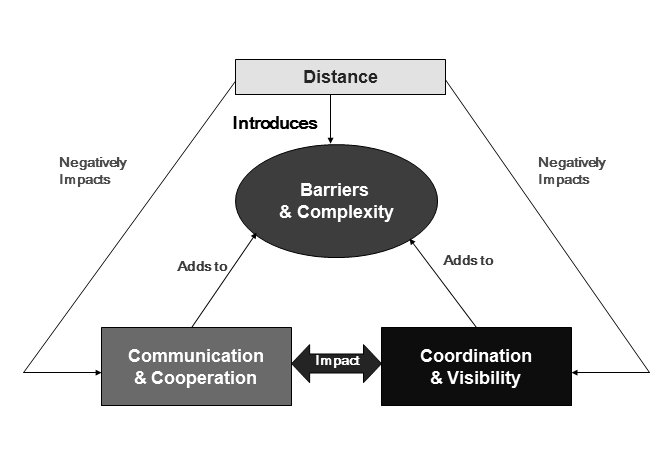 Distance
Introduces
Negatively
Impacts
Negatively
Impacts
Barriers
& Complexity
Adds to
Adds to
Communication
& Cooperation
Impact
Coordination
& Visibility